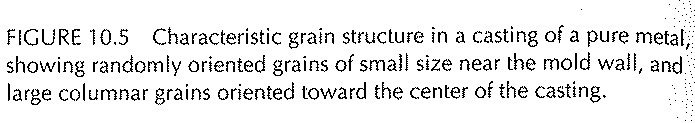 FIGURE 10.5 Characteristic grain structure in a casting of a pure metal,
showing randomly oriented grains of small size near the mold wall, and
large columnar grains oriented toward the center of the casting.